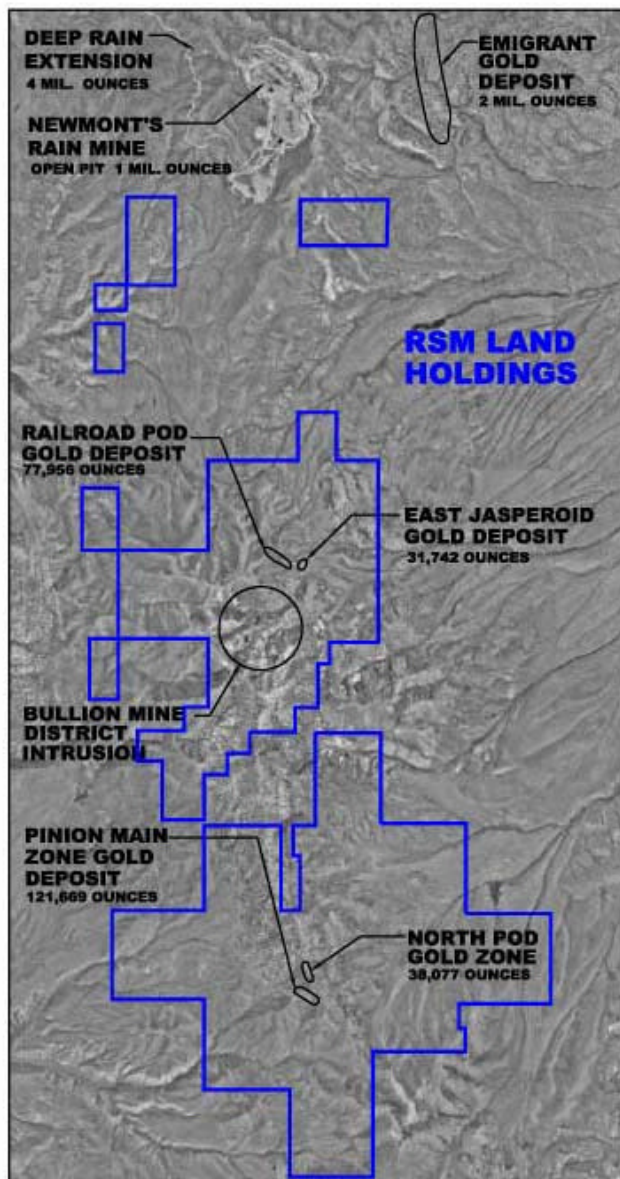 DEEP RAIN
EXTENSION
4 MIL. OUNCES
EMIGRANT
GOLD
DEPOSIT
2 MIL. OUNCES
NEWMONT'S
RAIN MINE
OPEN PIT 1 MIL. OUNCES
RSM LAND
HOLDINGS
RAILROAD POD
GOLD DEPOSIT
77,956 OUNCES
EAST JASPEROID
GOLD DEPOSIT
31,742 OUNCES
BULLION MINE
DISTRICT
INTRUSION
PINION MAIN
ZONE GOLD
DEPOSIT
121,669 OUNCES
NORTH POD
GOLD ZONE
38,077 OUNCES